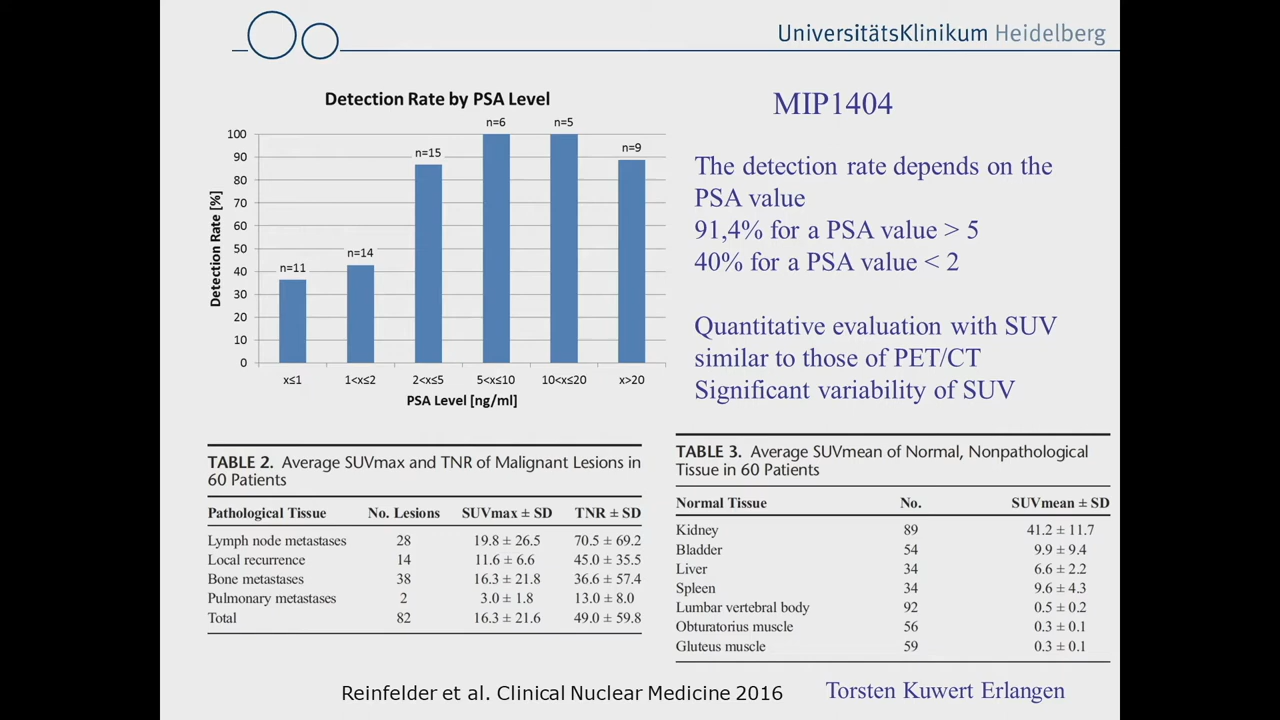 UniversitätsKlinikum Heidelberg
Detection Rate by PSA Level
n=11
n=14
n=15
n=6
n=5
n=9
Detection Rate [%]
100
90
80
70
60
50
40
30
20
10
0
x≤1 1<x≤2 2<x≤5 5<x≤10 10<x≤20 x>20
PSA Level [ng/ml]
MIP1404
The detection rate depends on the
PSA value
91,4% for a PSA value > 5
40% for a PSA value < 2
Quantitative evaluation with SUV
similar to those of PET/CT
Significant variability of SUV
TABLE 2. Average SUVmax and TNR of Malignant Lesions in
60 Patients
Pathological Tissue No. Lesions SUVmax ± SD TNR ± SD
Lymph node metastases 28 19.8 ± 26.5 70.5 ± 69.2
Local recurrence 14 11.6 ± 6.6 45.0 ± 35.5
Bone metastases 38 16.3 ± 21.8 36.6 ± 57.4
Pulmonary metastases 2 3.0 ± 1.8 13.0 ± 8.0
Total 82 16.3 ± 21.6 49.0 ± 59.8
TABLE 3. Average SUVmean of Normal, Nonpathological
Tissue in 60 Patients
Normal Tissue No. SUVmean ± SD
Kidney 89 41.2 ± 11.7
Bladder 54 9.9 ± 9.4
Liver 34 6.6 ± 2.2
Spleen 34 9.6 ± 4.3
Lumbar vertebral body 92 0.5 ± 0.2
Obturatorius muscle 56 0.3 ± 0.1
Gluteus muscle 59 0.3 ± 0.1
Reinfelder et al. Clinical Nuclear Medicine 2016
Torsten Kuwert Erlangen